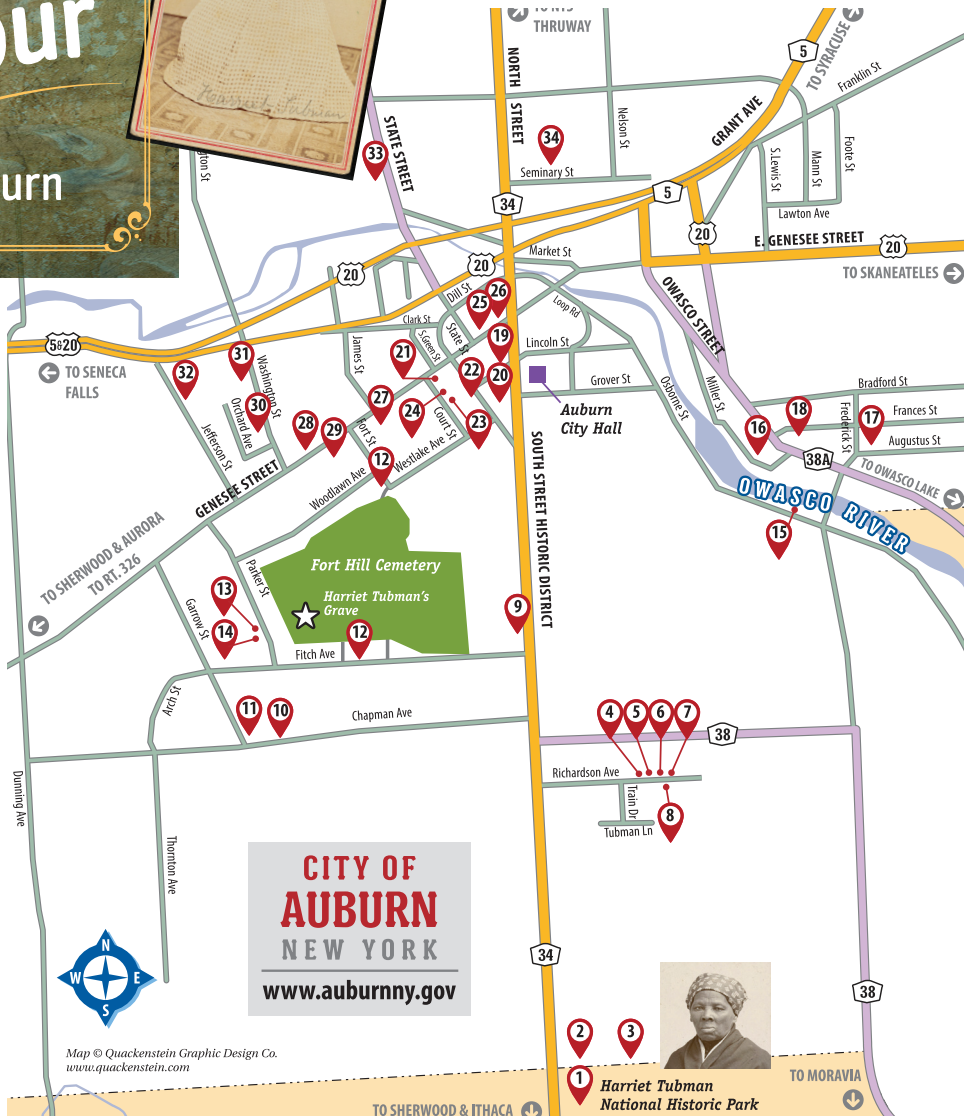 our
urn
Harriet Tubman
TO NYS
THRUWAY
5
TO SYRACUSE
Franklin St
NORTH
STREET
Nelson St
GRANT AVE
33
STATE STREET
34
Seminary St
S.Lewis St
Mann St
Foote St
5
Lawton Ave
34
gton St
20
E. GENESEE STREET
20
TO SKANEATELES
Market St
20
20
Dill St
26
25
Loop Rd
OWASCO STREET
Clark St
State St
S.Green St
19
Lincoln St
5&20
TO SENECA
FALLS
31
32
Washington St
James St
21
22
20
Grover St
Auburn
City Hall
Osborne St
Miller St
Bradford St
30
Orchard Ave
27
24
Court St
23
18
Frederick St
17
Frances St
28
29
Fort St
16
Augustus St
Jefferson St
12
Westlake Ave
Woodlawn Ave
GENESEE STREET
38A
TO OWASCO LAKE
OWASCO RIVER
15
TO SHERWOOD & AURORA
TO RT. 326
SOUTH STREET HISTORIC DISTRICT
Fort Hill Cemetery
Parker St
13
Harriet Tubman's
Grave
9
Garrow St
14
12
Fitch Ave
Arch St
11
10
Chapman Ave
4
5
6
7
38
Richardson Ave
Train Dr
8
Tubman Ln
Dunning Ave
Thornton Ave
CITY OF
AUBURN
NEW YORK
www.auburnny.gov
N
W
E
S
34
38
2
3
Map © Quackenstein Graphic Design Co.
www.quackenstein.com
1
Harriet Tubman
National Historic Park
TO MORAVIA
TO SHERWOOD & ITHACA